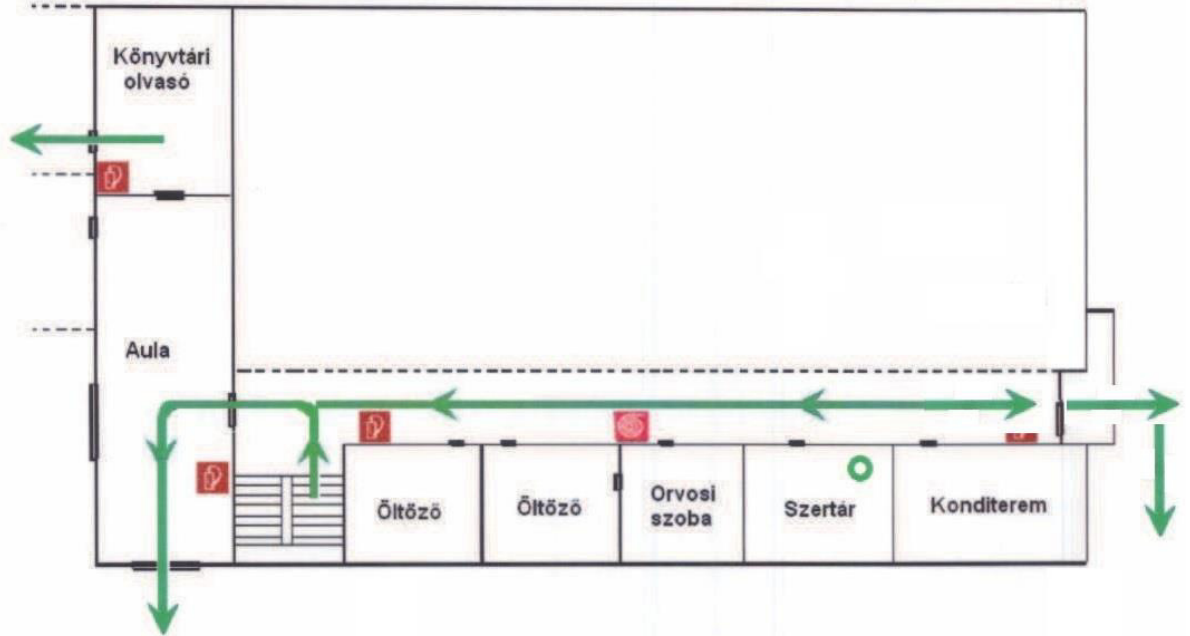 Könyvtári
olvasó
Aula
Öltöző
Öltöző
Orvosi
szoba
Szertár
Konditerem